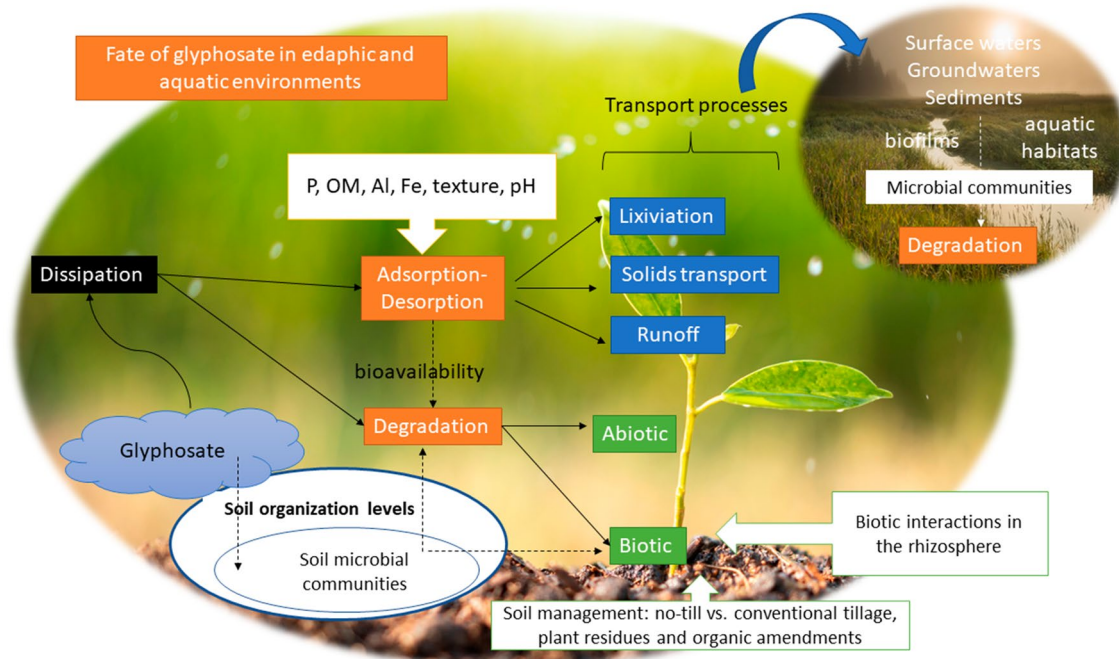 Fate of glyphosate in edaphic and
aquatic environments
Surface waters
Groundwaters
Sediments
biofilms
aquatic
habitats
Microbial communities
Degradation
Transport processes
P, OM, Al, Fe, texture, pH
Lixiviation
Dissipation
Adsorption-
Desorption
Solids transport
Runoff
bioavailability
Degradation
Abiotic
Glyphosate
Soil organization levels
Soil microbial
communities
Biotic
Biotic interactions in
the rhizosphere
Soil management: no-till vs. conventional tillage,
plant residues and organic amendments